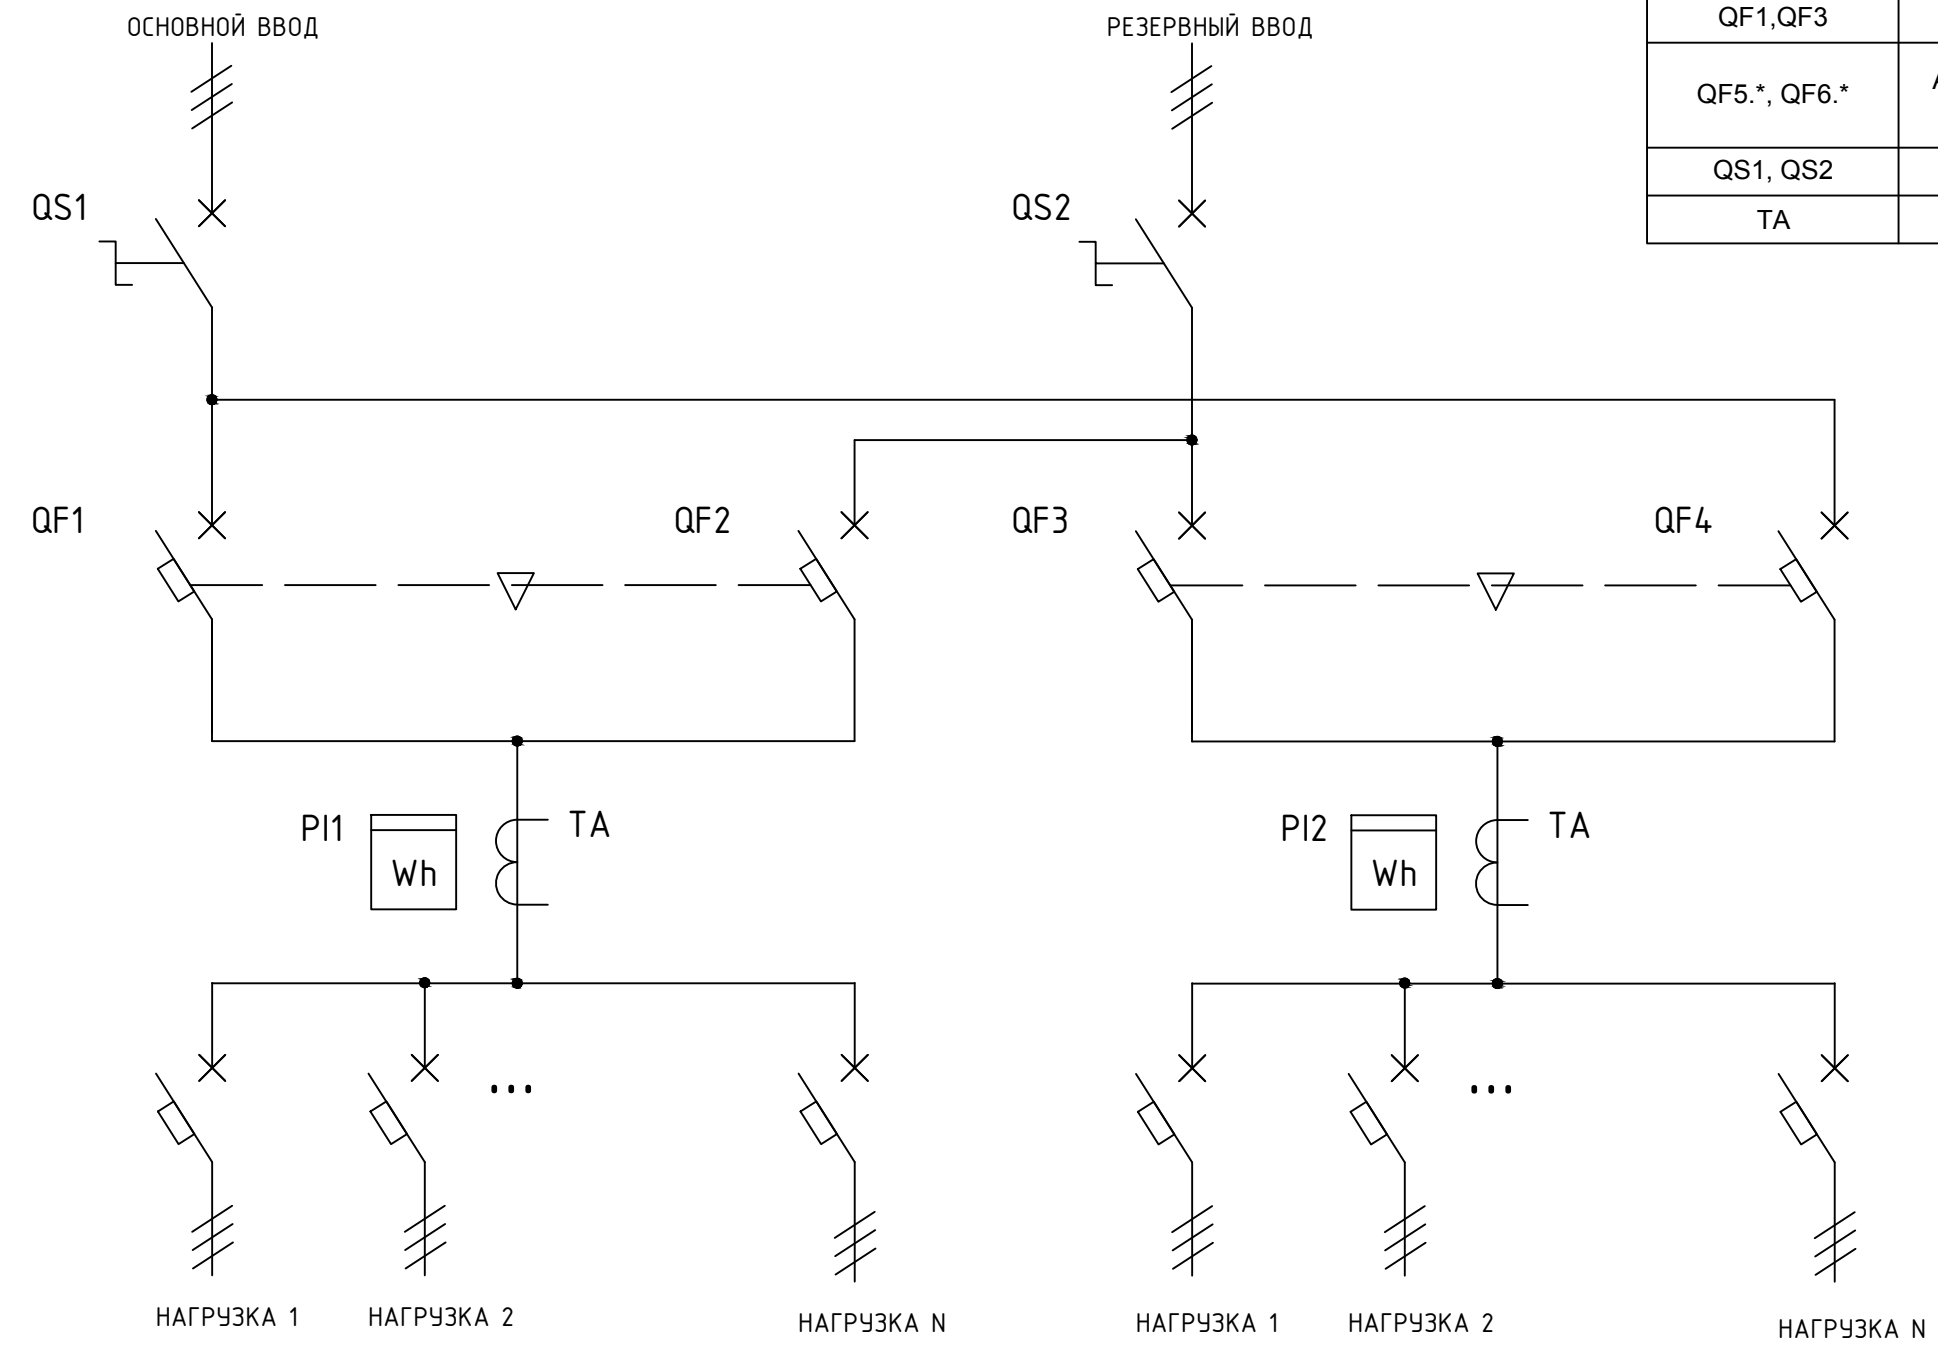 ОСНОВНОЙ ВВОД
РЕЗЕРВНЫЙ ВВОД
QF1,QF3
QF5.*, QF6.*
QS1, QS2
TA
QS1
QS2
QF1
QF2
QF3
QF4
PI1
Wh
TA
PI2
Wh
TA
...
...
НАГРУЗКА 1
НАГРУЗКА 2
НАГРУЗКА N
НАГРУЗКА 1
НАГРУЗКА 2
НАГРУЗКА N